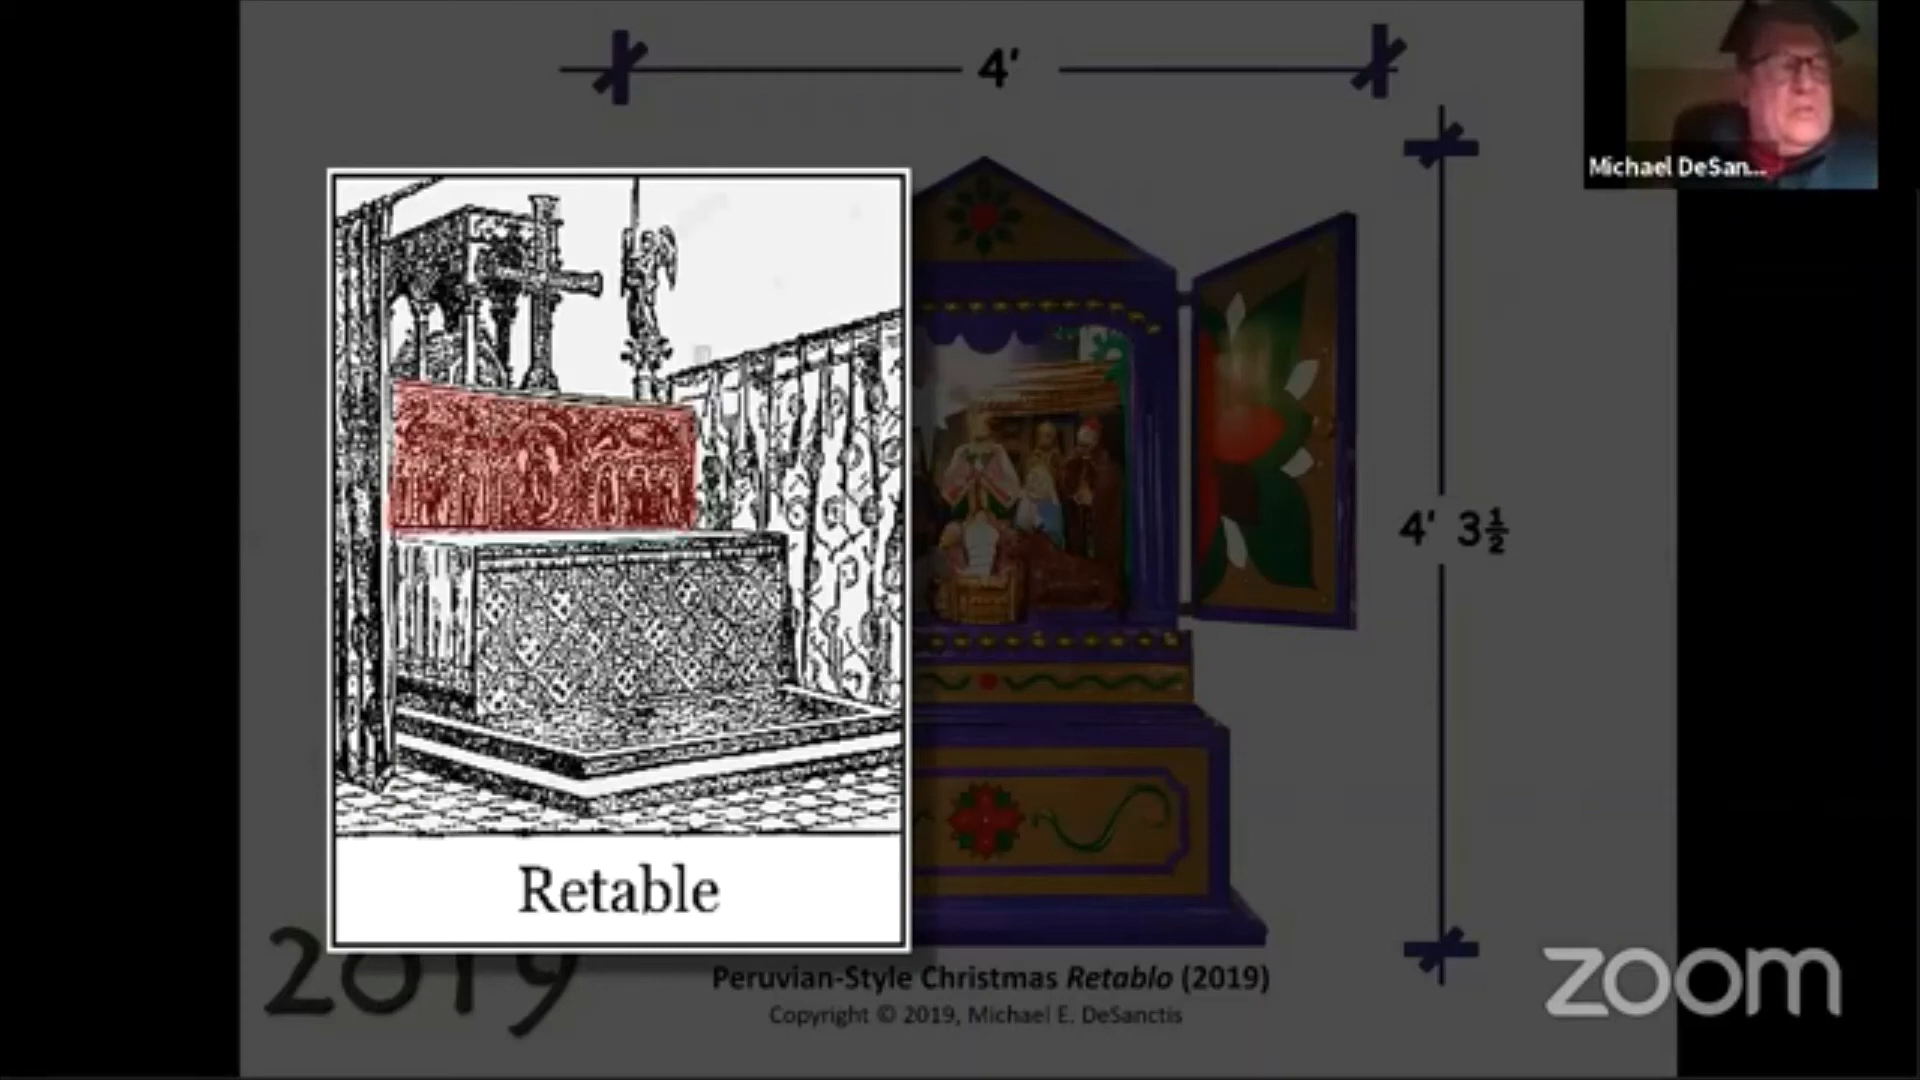 4'
Michael DeSan...
4' 3½
Retable
2019
Peruvian-Style Christmas Retablo (2019)
Copyright © 2019, Michael E. DeSanctis
zoom